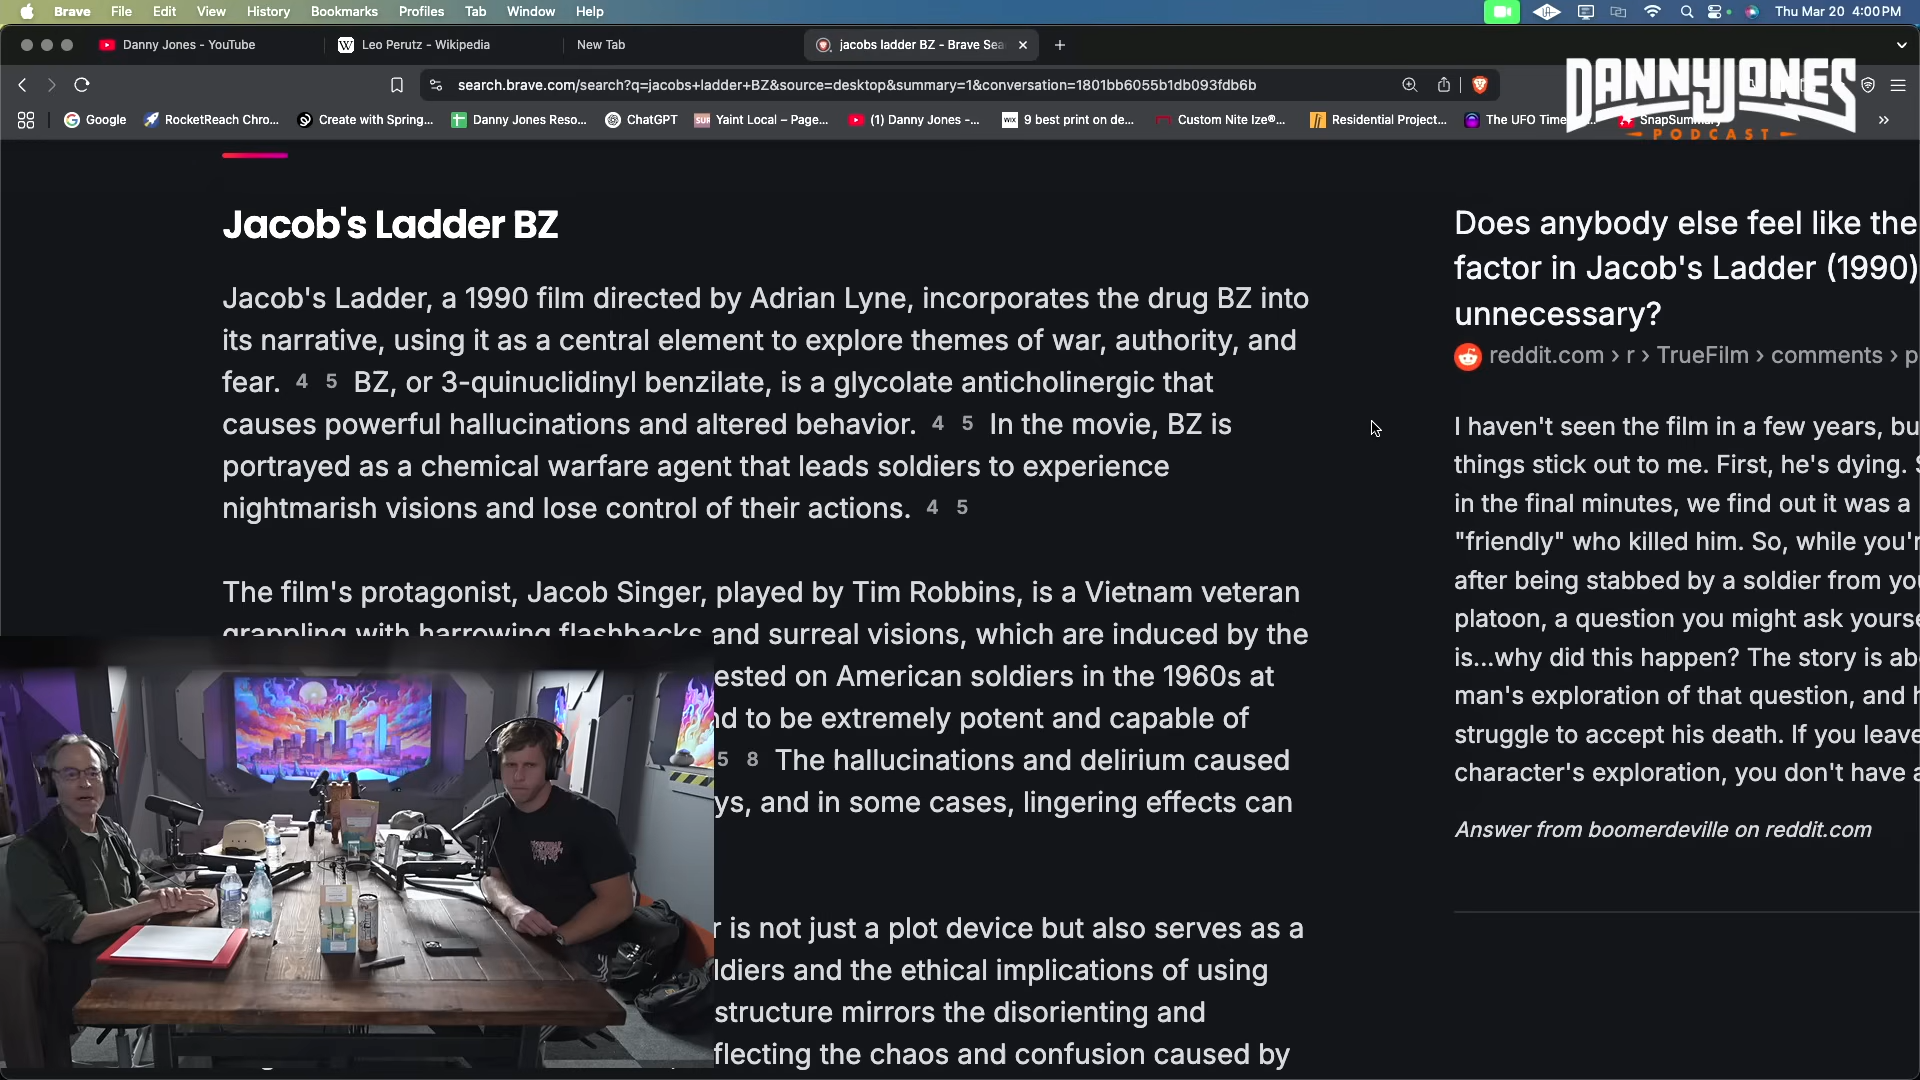 Brave File Edit View History Bookmarks Profiles Tab Window Help Thu Mar 20 4:00 PM
Danny Jones - YouTube Leo Perutz - Wikipedia New Tab jacobs ladder BZ - Brave Sea
search.brave.com/search?q=jacobs+ladder+BZ&source=desktop&summary=1&conversation=1801bb6055b1db093fdb6b
DANNY JONES
PODCAST
Google RocketReach Chro... Create with Spring... Danny Jones Reso... ChatGPT Yaint Local – Page... (1) Danny Jones -... 9 best print on de... Custom Nite Ize®... Residential Project... The UFO Time SnapSummary »
Jacob's Ladder BZ
Jacob's Ladder, a 1990 film directed by Adrian Lyne, incorporates the drug BZ into
its narrative, using it as a central element to explore themes of war, authority, and
fear. 4 5 BZ, or 3-quinuclidinyl benzilate, is a glycolate anticholinergic that
causes powerful hallucinations and altered behavior. 4 5 In the movie, BZ is
portrayed as a chemical warfare agent that leads soldiers to experience
nightmarish visions and lose control of their actions. 4 5
The film's protagonist, Jacob Singer, played by Tim Robbins, is a Vietnam veteran
grappling with harrowing flashbacks and surreal visions, which are induced by the
ested on American soldiers in the 1960s at
d to be extremely potent and capable of
5 8 The hallucinations and delirium caused
ys, and in some cases, lingering effects can
r is not just a plot device but also serves as a
ldiers and the ethical implications of using
structure mirrors the disorienting and
flecting the chaos and confusion caused by
Does anybody else feel like the
factor in Jacob's Ladder (1990)
unnecessary?
reddit.com › r › TrueFilm › comments › p
I haven't seen the film in a few years, bu
things stick out to me. First, he's dying. S
in the final minutes, we find out it was a
"friendly" who killed him. So, while you'r
after being stabbed by a soldier from yo
platoon, a question you might ask yourse
is...why did this happen? The story is abo
man's exploration of that question, and h
struggle to accept his death. If you leave
character's exploration, you don't have a
Answer from boomerdeville on reddit.com